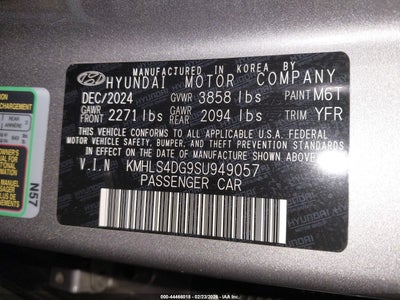 MANUFACTURED IN KOREA BY
HYUNDAI MOTOR COMPANY
DEC/2024 GVWR 3858 lbs PAINT M6T
GAWR FRONT 2271 lbs GAWR REAR 2094 lbs TRIM YFR
THIS VEHICLE CONFORMS TO ALL APPLICABLE U.S.A. FEDERAL
MOTOR VEHICLE SAFETY, BUMPER, AND THEFT PREVENTION STANDARDS
IN EFFECT ON THE DATE OF MANUFACTURE SHOWN ABOVE.
V.I.N KMHLS4DG9SU949057
PASSENGER CAR
N57
000-44466018 - 02/23/2026 - IAA Inc.